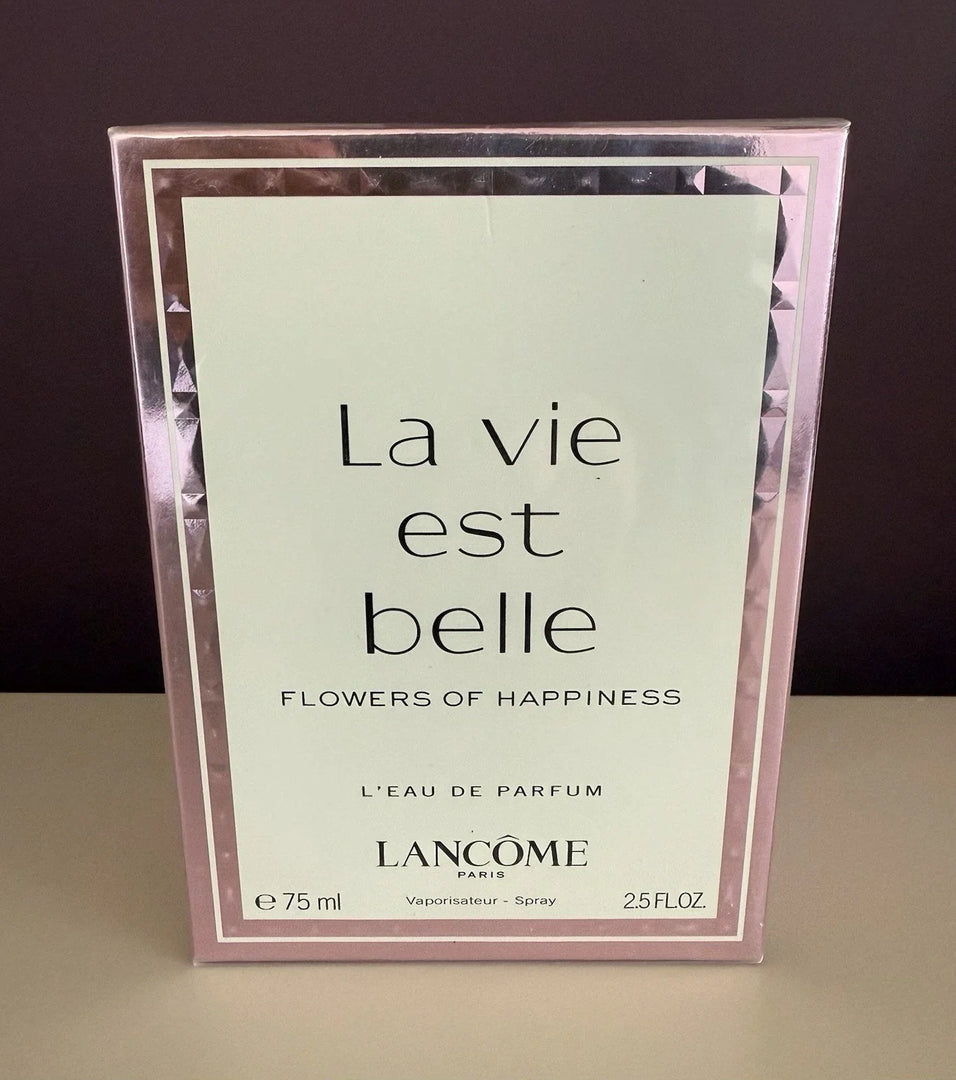 La vie
est
belle
FLOWERS OF HAPPINESS
L'EAU DE PARFUM
LANCÔME
PARIS
℮ 75 ml Vaporisateur - Spray 2.5 FL.OZ.